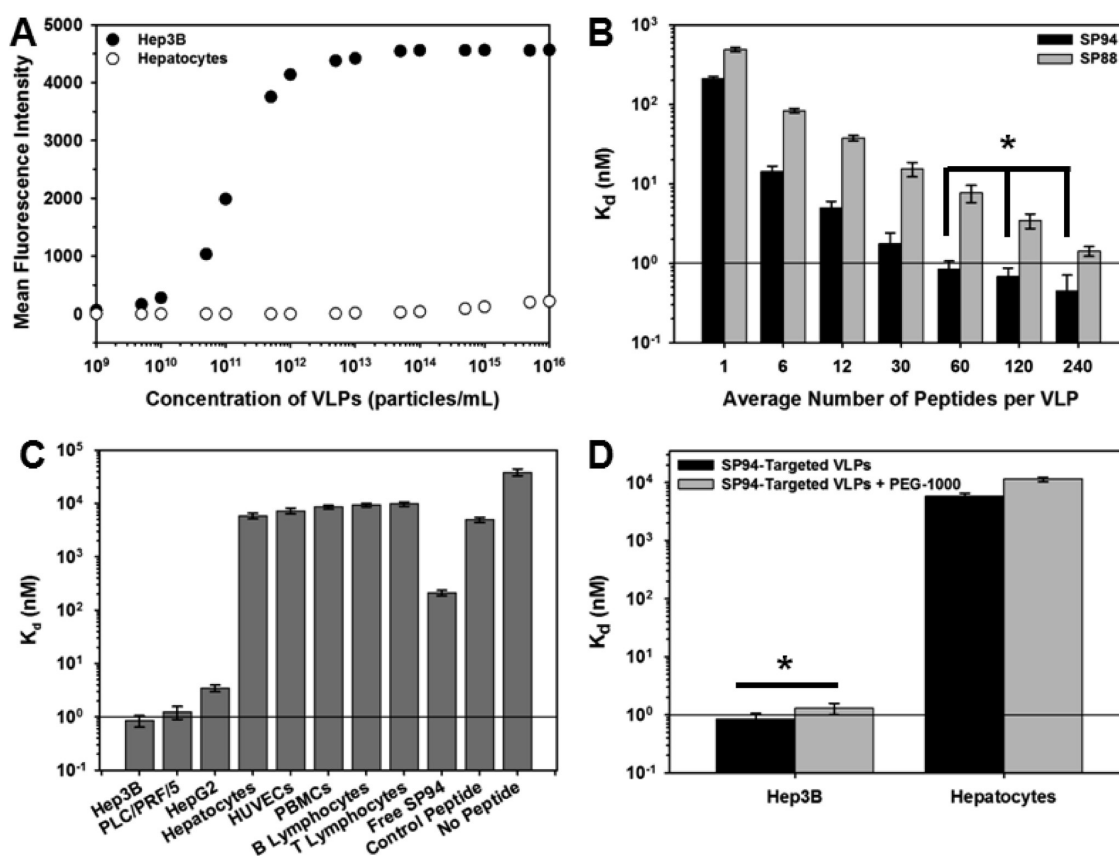 A
Hep3B
Hepatocytes
5000
4000
3000
2000
1000
0
Mean Fluorescence Intensity
10⁹ 10¹⁰ 10¹¹ 10¹² 10¹³ 10¹⁴ 10¹⁵ 10¹⁶
Concentration of VLPs (particles/mL)
B
SP94
SP88
10³
10²
10¹
10⁰
10⁻¹
K_d (nM)
*
1 6 12 30 60 120 240
Average Number of Peptides per VLP
C
10⁵
10⁴
10³
10²
10¹
10⁰
10⁻¹
K_d (nM)
Hep3B
PLC/PRF/5
HepG2
Hepatocytes
HUVECs
PBMCs
B Lymphocytes
T Lymphocytes
Free SP94
Control Peptide
No Peptide
D
SP94-Targeted VLPs
SP94-Targeted VLPs + PEG-1000
10⁴
10³
10²
10¹
10⁰
10⁻¹
K_d (nM)
*
Hep3B Hepatocytes